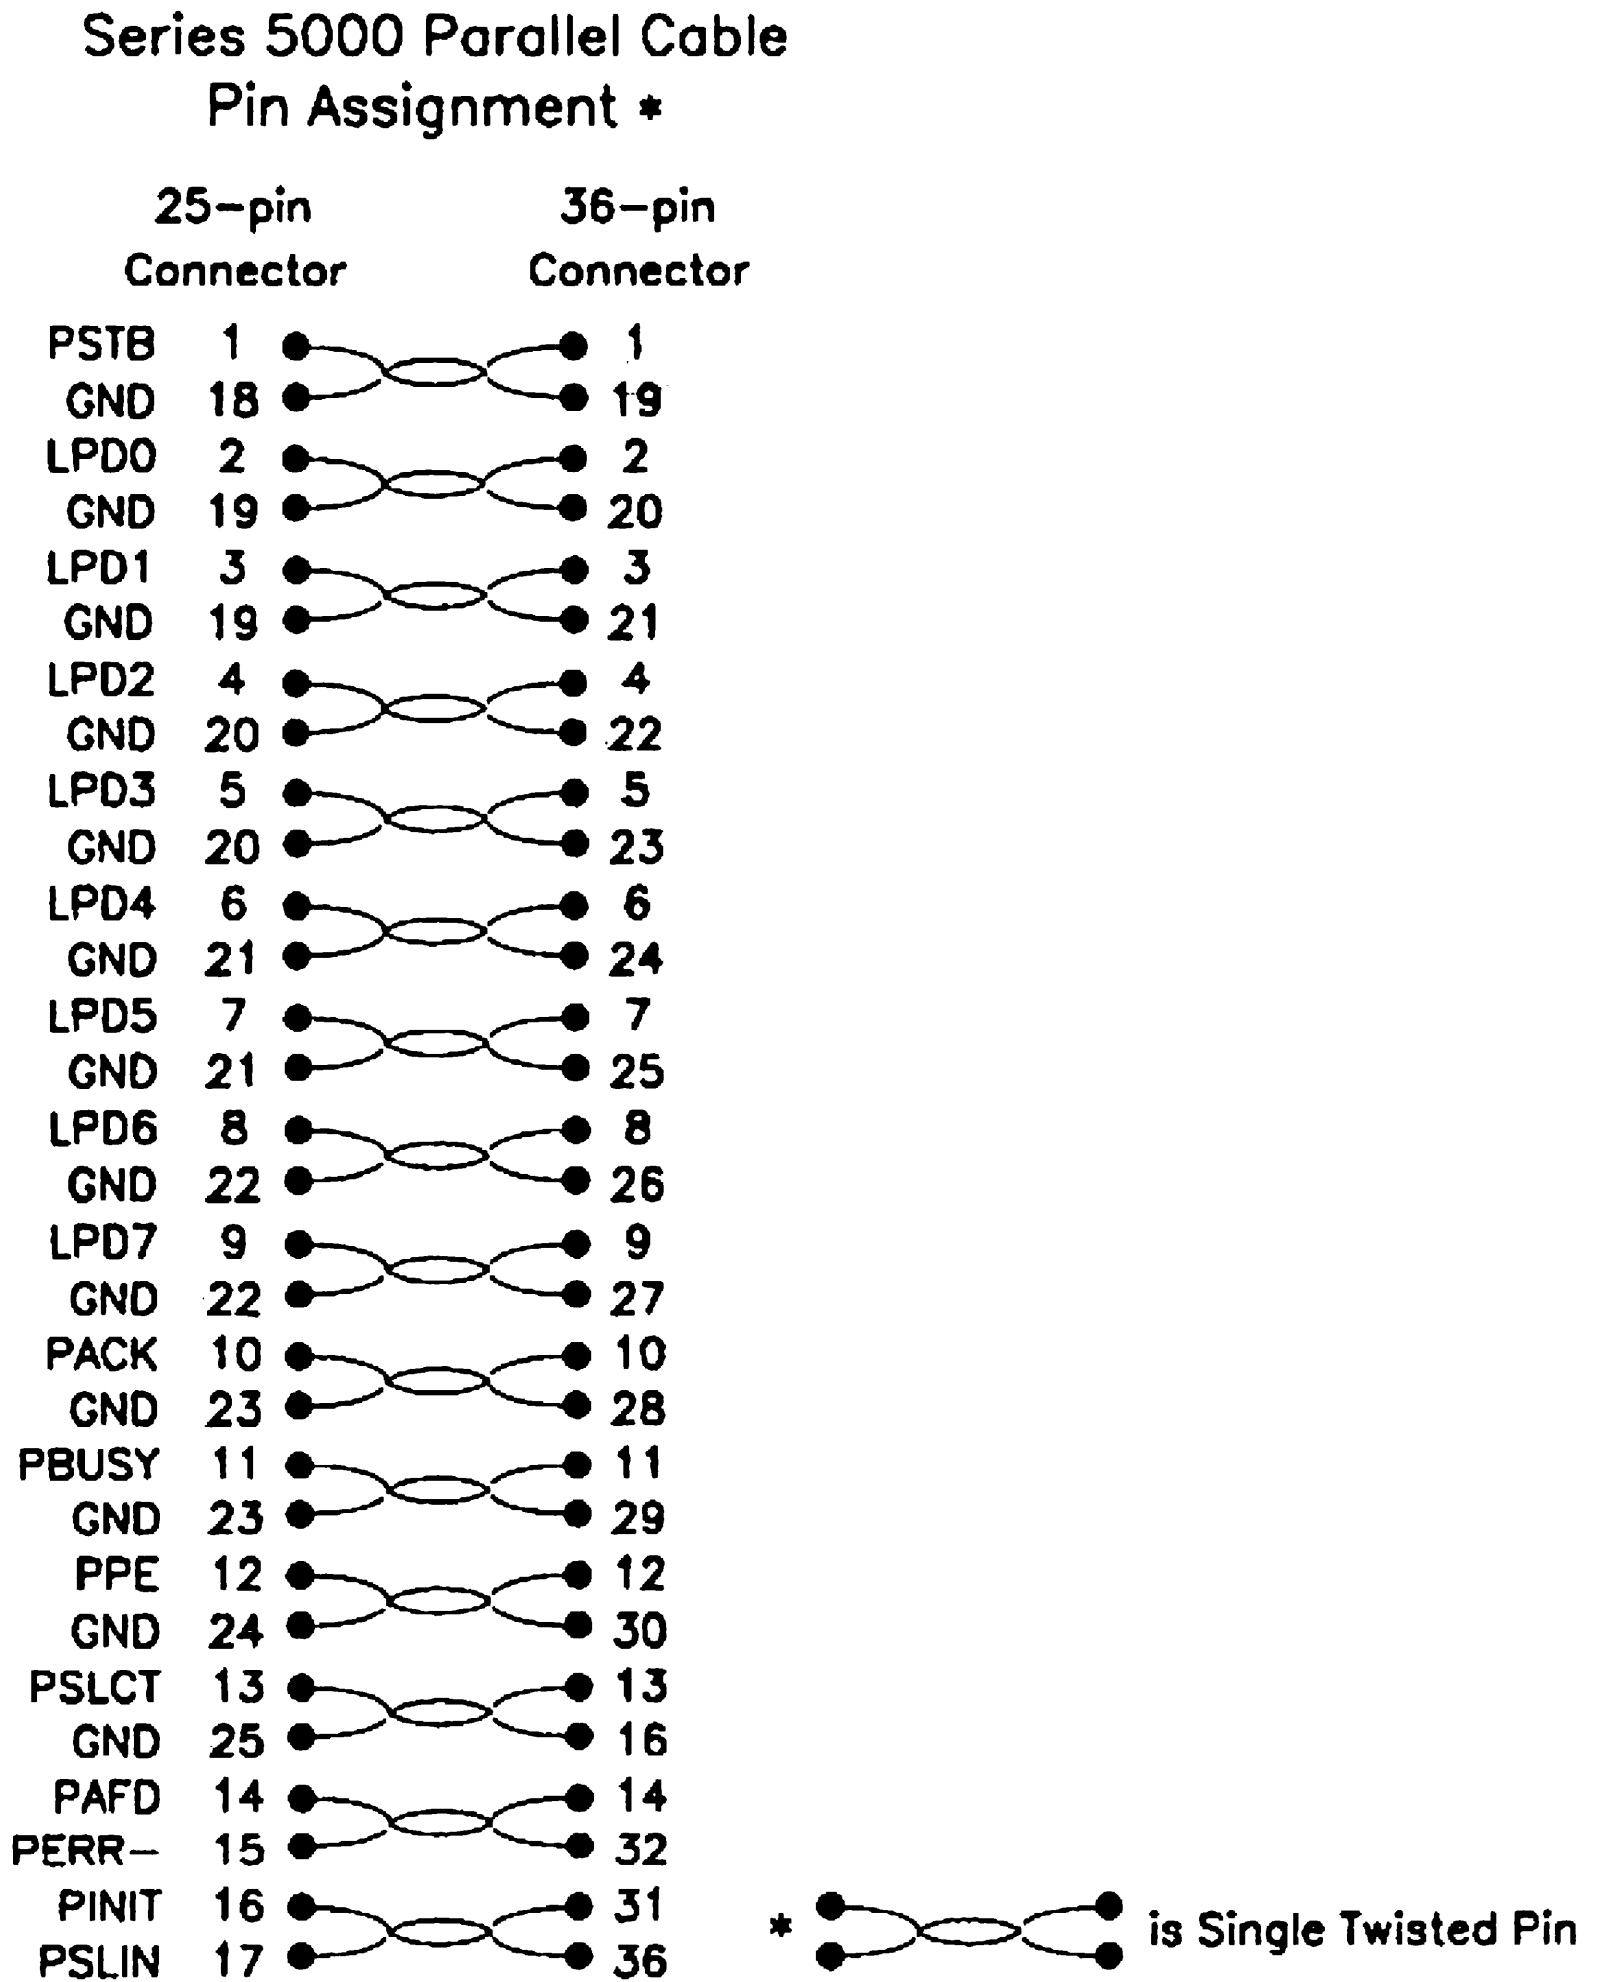 Series 5000 Parallel Cable
Pin Assignment *
25-pin 36-pin
Connector Connector
PSTB 1 1
GND 18 19
LPD0 2 2
GND 19 20
LPD1 3 3
GND 19 21
LPD2 4 4
GND 20 22
LPD3 5 5
GND 20 23
LPD4 6 6
GND 21 24
LPD5 7 7
GND 21 25
LPD6 8 8
GND 22 26
LPD7 9 9
GND 22 27
PACK 10 10
GND 23 28
PBUSY 11 11
GND 23 29
PPE 12 12
GND 24 30
PSLCT 13 13
GND 25 16
PAFD 14 14
PERR- 15 32
PINIT 16 31
PSLIN 17 36
* is Single Twisted Pin